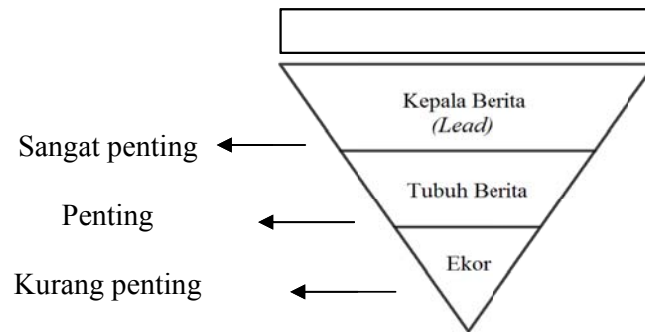 Kepala Berita
(Lead)
Sangat penting
Tubuh Berita
Penting
Ekor
Kurang penting